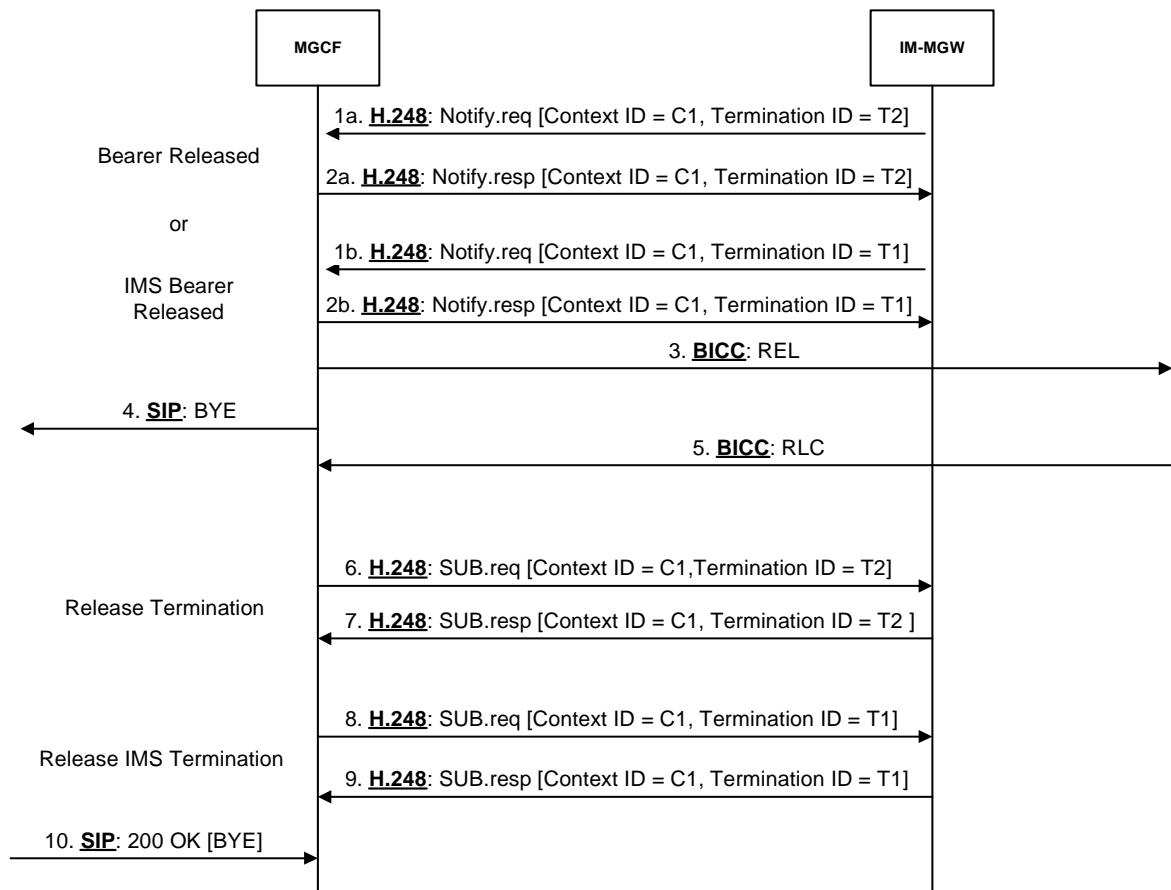 MGCF
IM-MGW
1a. H.248: Notify.req [Context ID = C1, Termination ID = T2]
Bearer Released
2a. H.248: Notify.resp [Context ID = C1, Termination ID = T2]
or
1b. H.248: Notify.req [Context ID = C1, Termination ID = T1]
IMS Bearer
Released
2b. H.248: Notify.resp [Context ID = C1, Termination ID = T1]
3. BICC: REL
4. SIP: BYE
5. BICC: RLC
6. H.248: SUB.req [Context ID = C1,Termination ID = T2]
Release Termination
7. H.248: SUB.resp [Context ID = C1, Termination ID = T2 ]
8. H.248: SUB.req [Context ID = C1, Termination ID = T1]
Release IMS Termination
9. H.248: SUB.resp [Context ID = C1, Termination ID = T1]
10. SIP: 200 OK [BYE]